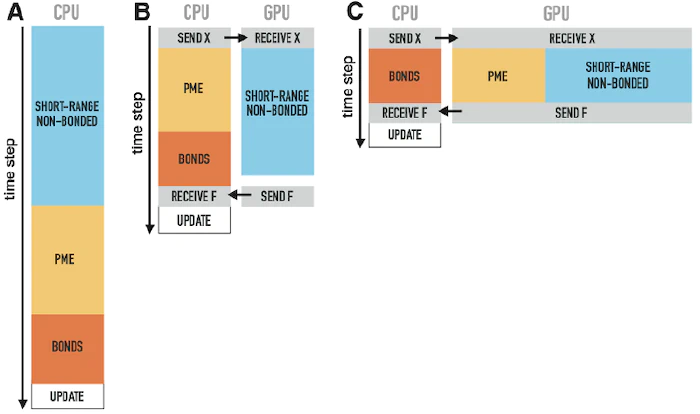 A
CPU
time step
SHORT-RANGE
NON-BONDED
PME
BONDS
UPDATE
B
CPU
GPU
time step
SEND X
RECEIVE X
PME
SHORT-RANGE
NON-BONDED
BONDS
RECEIVE F
SEND F
UPDATE
C
CPU
GPU
time step
SEND X
RECEIVE X
BONDS
PME
SHORT-RANGE
NON-BONDED
RECEIVE F
SEND F
UPDATE